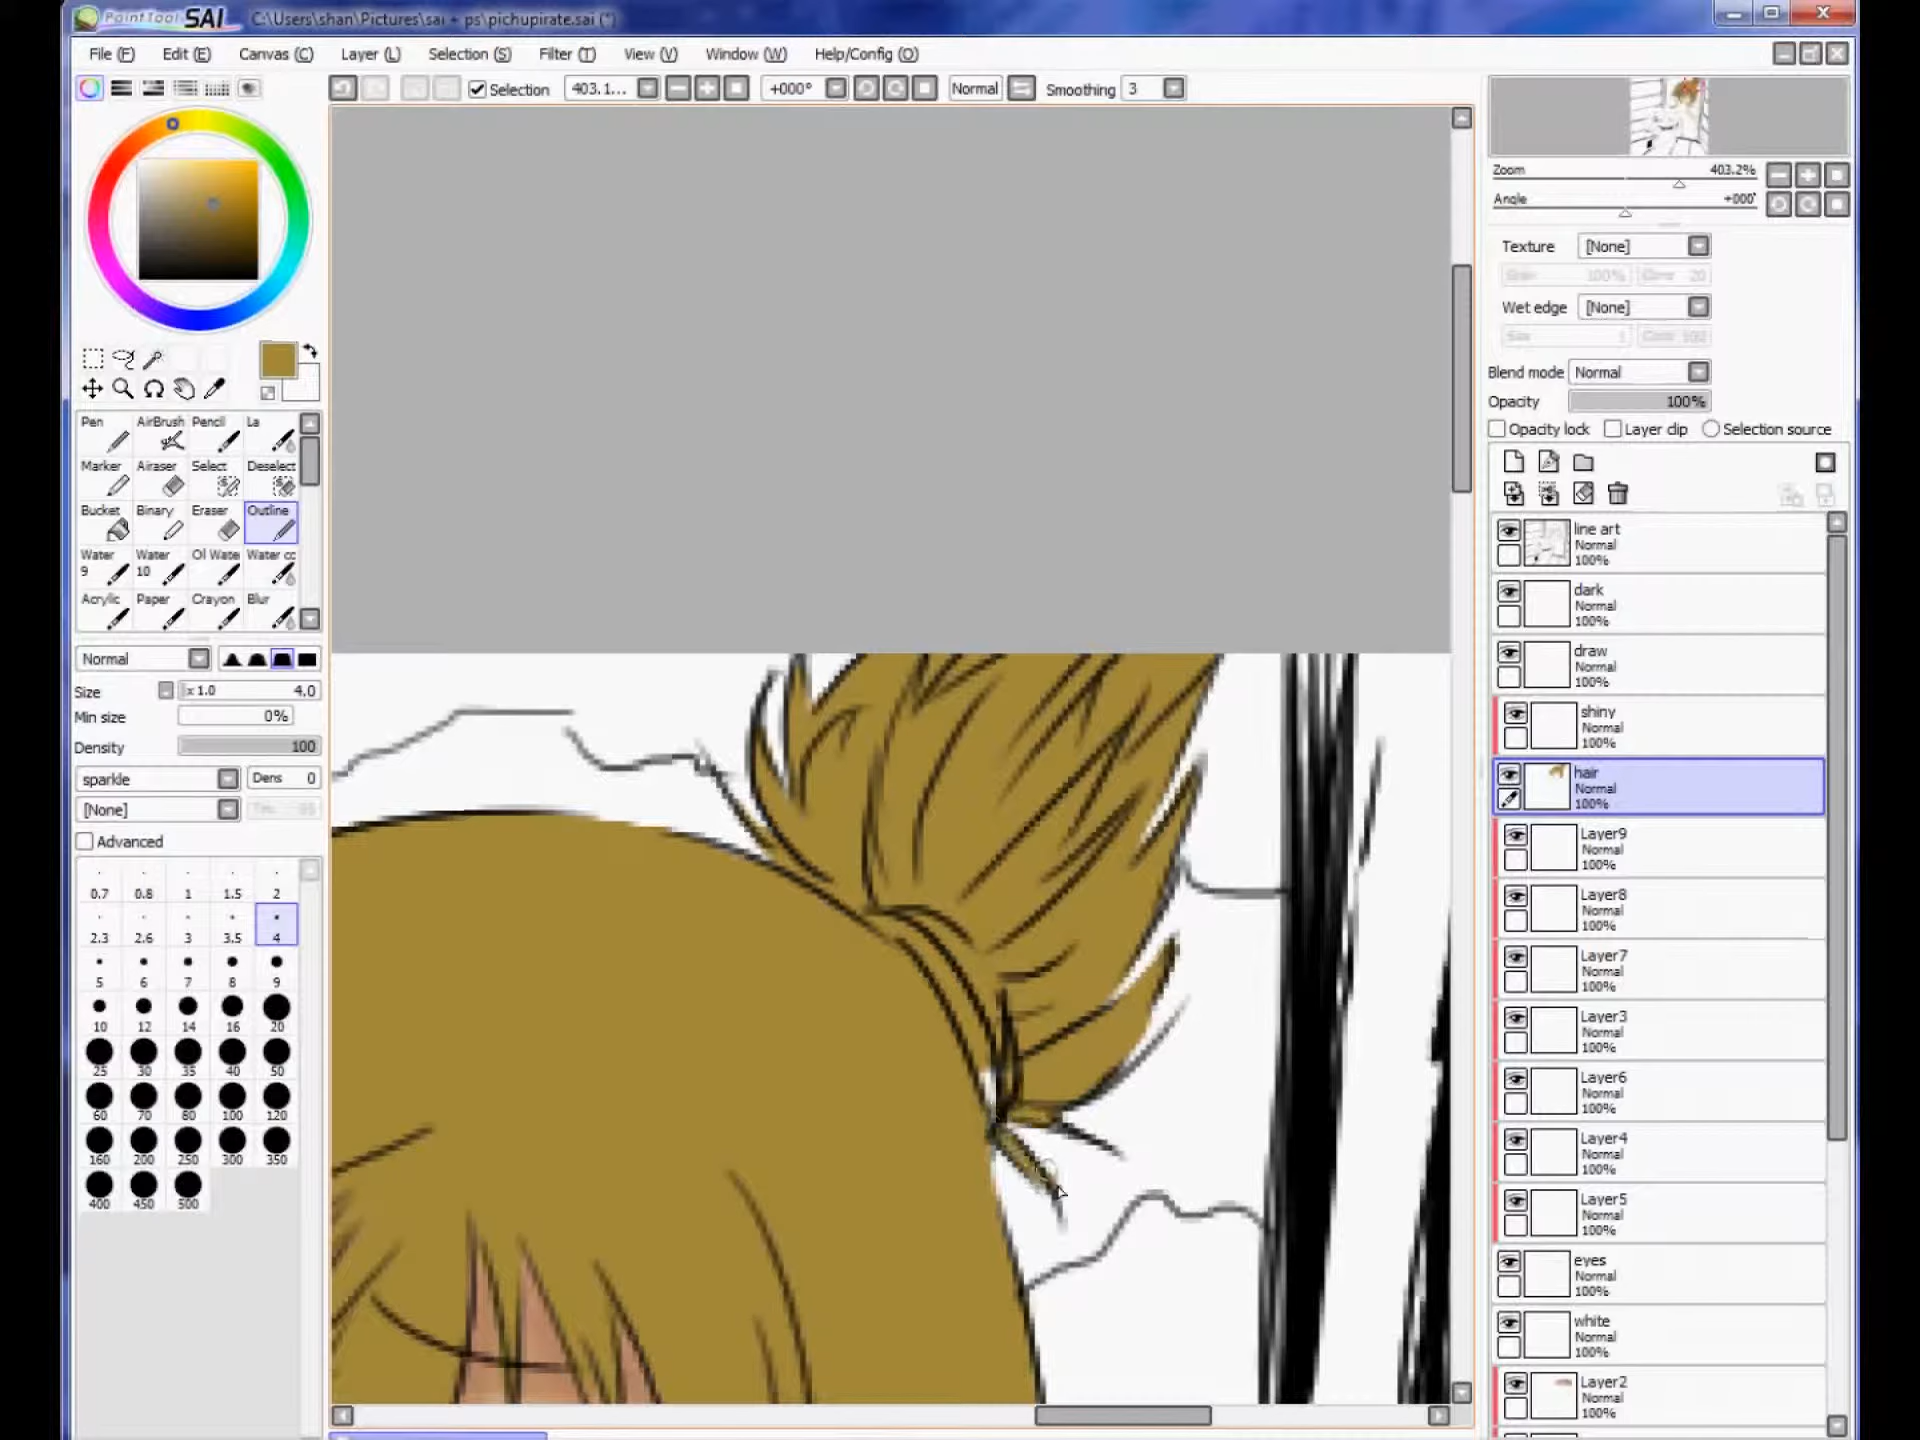 PaintTool SAI C:\Users\shan\Pictures\sai + ps\pichupirate.sai (*)
File (F) Edit (E) Canvas (C) Layer (L) Selection (S) Filter (T) View (V) Window (W) Help/Config (O)
Selection 403.1... +000° Normal Smoothing 3
Zoom 403.2%
Angle +000°
Texture [None]
100% 20
Wet edge [None]
1 100
Blend mode Normal
Opacity 100%
Opacity lock Layer clip Selection source
Pen AirBrush Pencil La
Marker Airaser Select Deselect
Bucket Binary Eraser Outline
Water 9 Water 10 Ol Wate Water cc
Acrylic Paper Crayon Blur
Normal
Size x 1.0 4.0
Min size 0%
Density 100
sparkle Dens 0
[None] 95
Advanced
0.7 0.8 1 1.5 2
2.3 2.6 3 3.5 4
5 6 7 8 9
10 12 14 16 20
25 30 35 40 50
60 70 80 100 120
160 200 250 300 350
400 450 500
line art
Normal
100%
dark
Normal
100%
draw
Normal
100%
shiny
Normal
100%
hair
Normal
100%
Layer9
Normal
100%
Layer8
Normal
100%
Layer7
Normal
100%
Layer3
Normal
100%
Layer6
Normal
100%
Layer4
Normal
100%
Layer5
Normal
100%
eyes
Normal
100%
white
Normal
100%
Layer2
Normal
100%